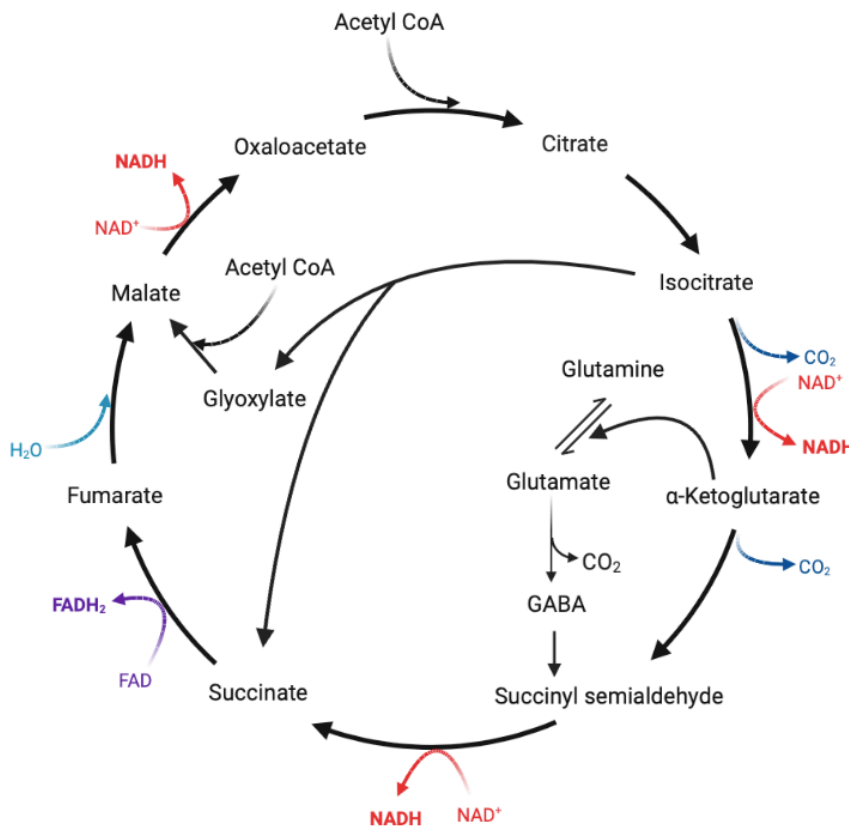 Acetyl CoA
Oxaloacetate
Citrate
NADH
NAD⁺
Acetyl CoA
Malate
Isocitrate
CO₂
NAD⁺
NADH
Glutamine
Glyoxylate
H₂O
Glutamate
α-Ketoglutarate
Fumarate
CO₂
CO₂
GABA
FADH₂
FAD
Succinate
Succinyl semialdehyde
NADH
NAD⁺